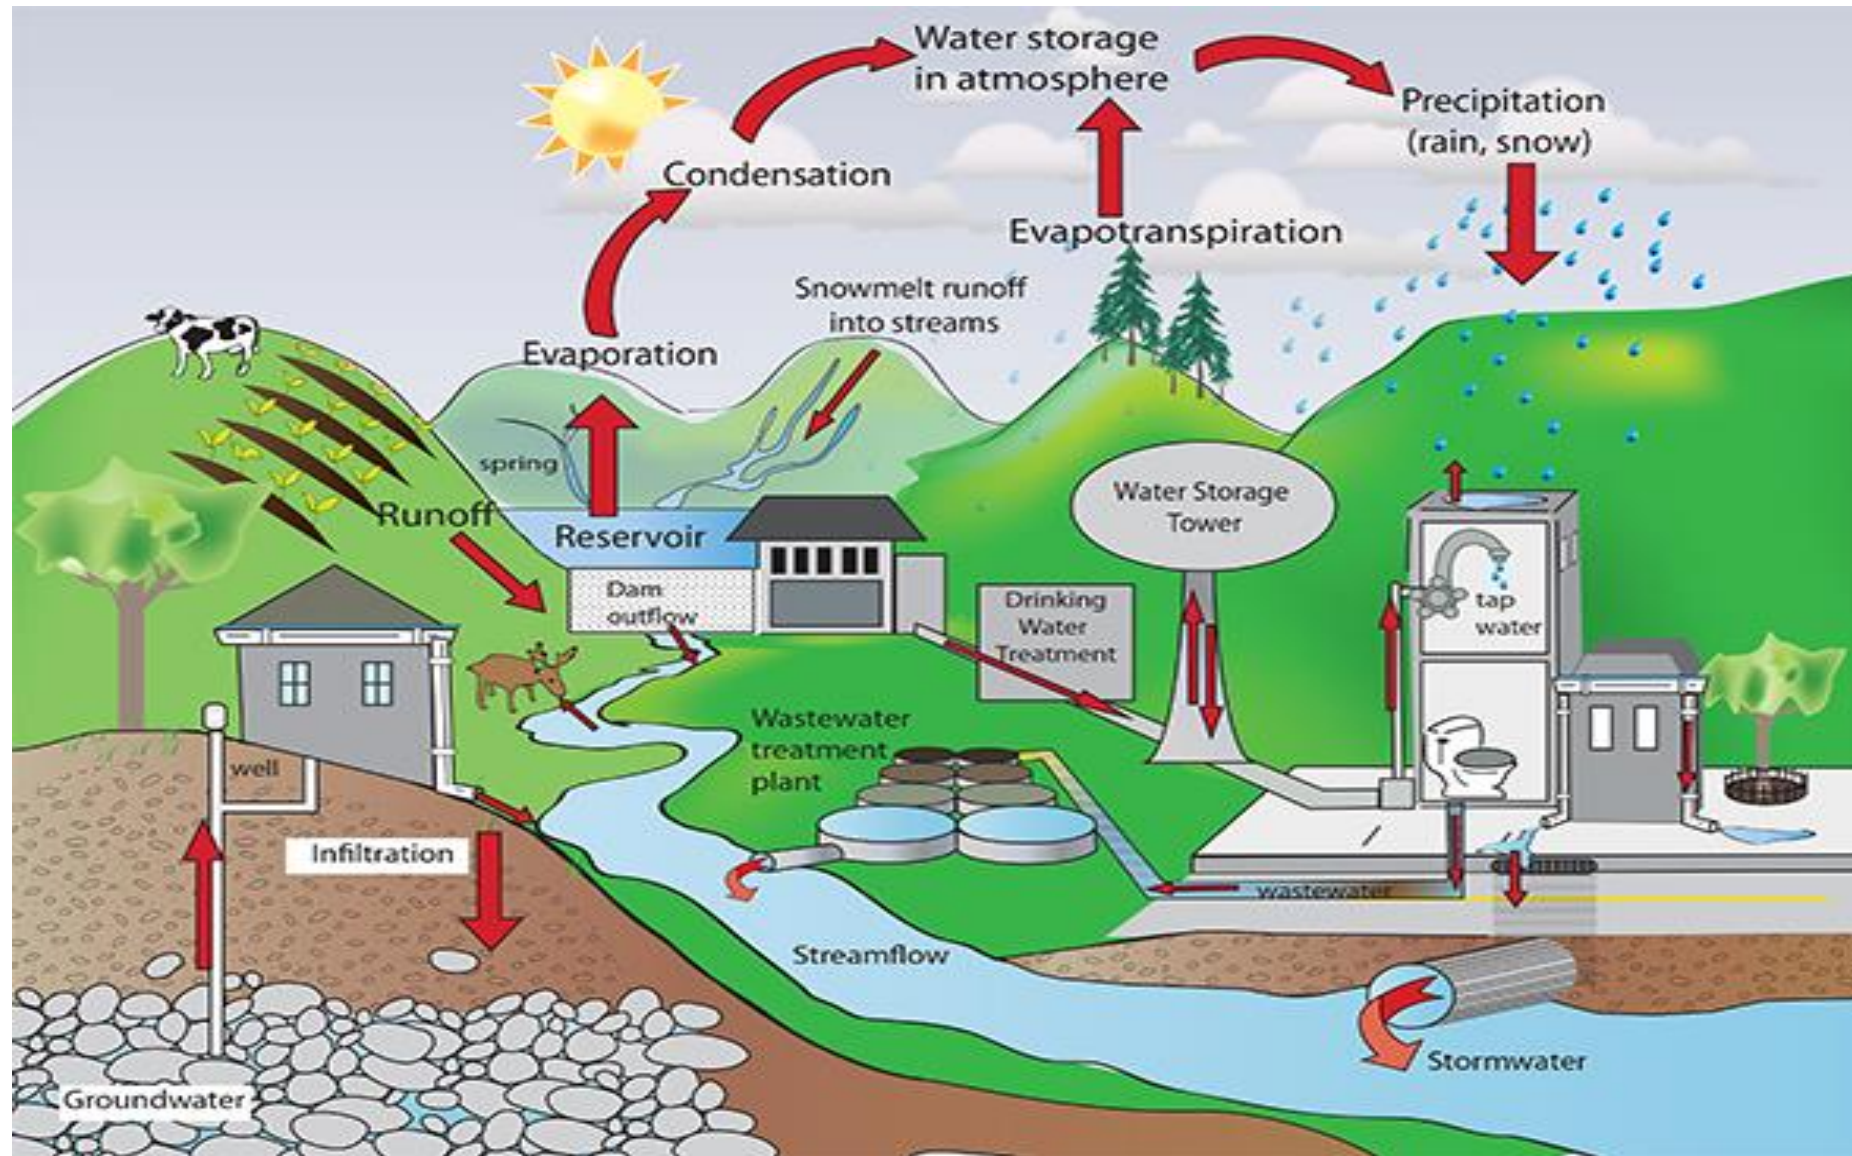 Water storage
in atmosphere
Precipitation
(rain, snow)
Condensation
Evapotranspiration
Snowmelt runoff
into streams
Evaporation
spring
Runoff
Reservoir
Dam
outflow
Water Storage
Tower
Drinking
Water
Treatment
tap
water
Wastewater
treatment
plant
well
Infiltration
wastewater
Streamflow
Stormwater
Groundwater